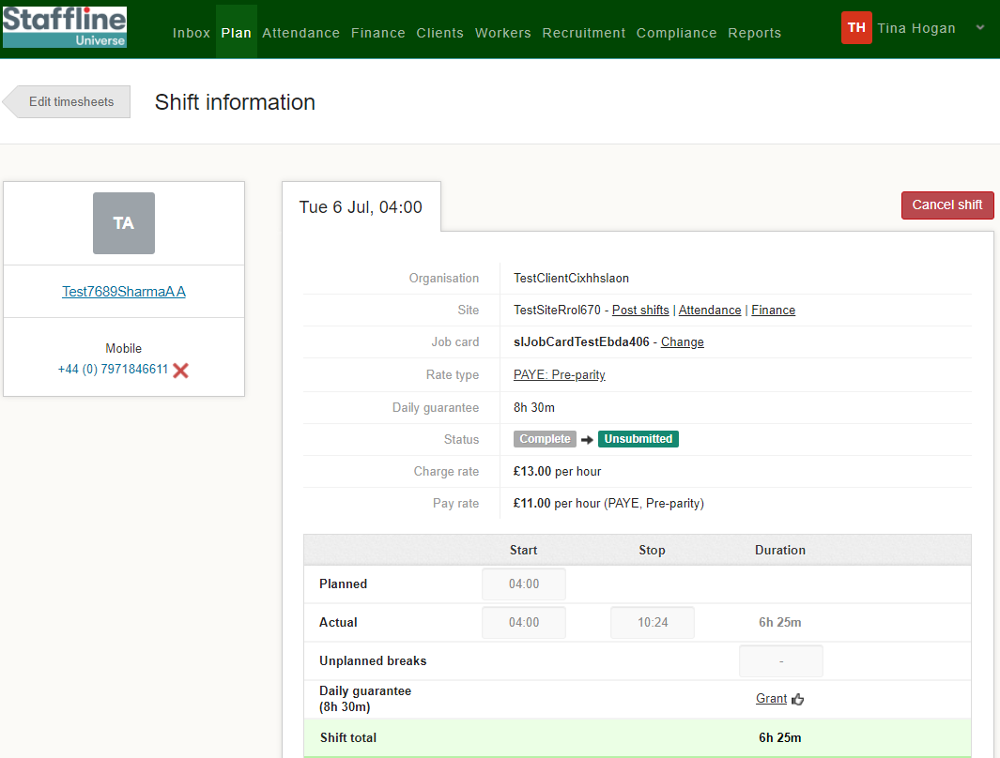 Staffline
Universe
Inbox Plan Attendance Finance Clients Workers Recruitment Compliance Reports
TH Tina Hogan
Edit timesheets
Shift information
TA
Test7689SharmaA A
Mobile
+44 (0) 7971846611
Tue 6 Jul, 04:00
Cancel shift
Organisation TestClientCixhhslaon
Site TestSiteRrol670 - Post shifts | Attendance | Finance
Job card slJobCardTestEbda406 - Change
Rate type PAYE: Pre-parity
Daily guarantee 8h 30m
Status Complete ➔ Unsubmitted
Charge rate £13.00 per hour
Pay rate £11.00 per hour (PAYE, Pre-parity)
Start Stop Duration
Planned 04:00
Actual 04:00 10:24 6h 25m
Unplanned breaks -
Daily guarantee
(8h 30m) Grant
Shift total 6h 25m